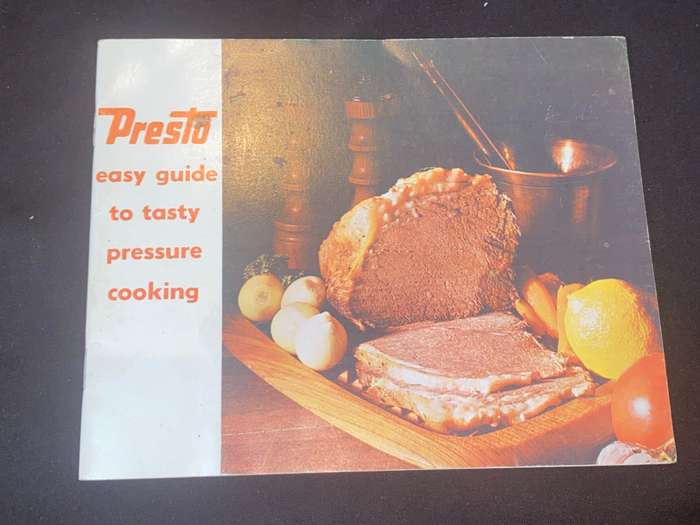 Presto
easy guide
to tasty
pressure
cooking